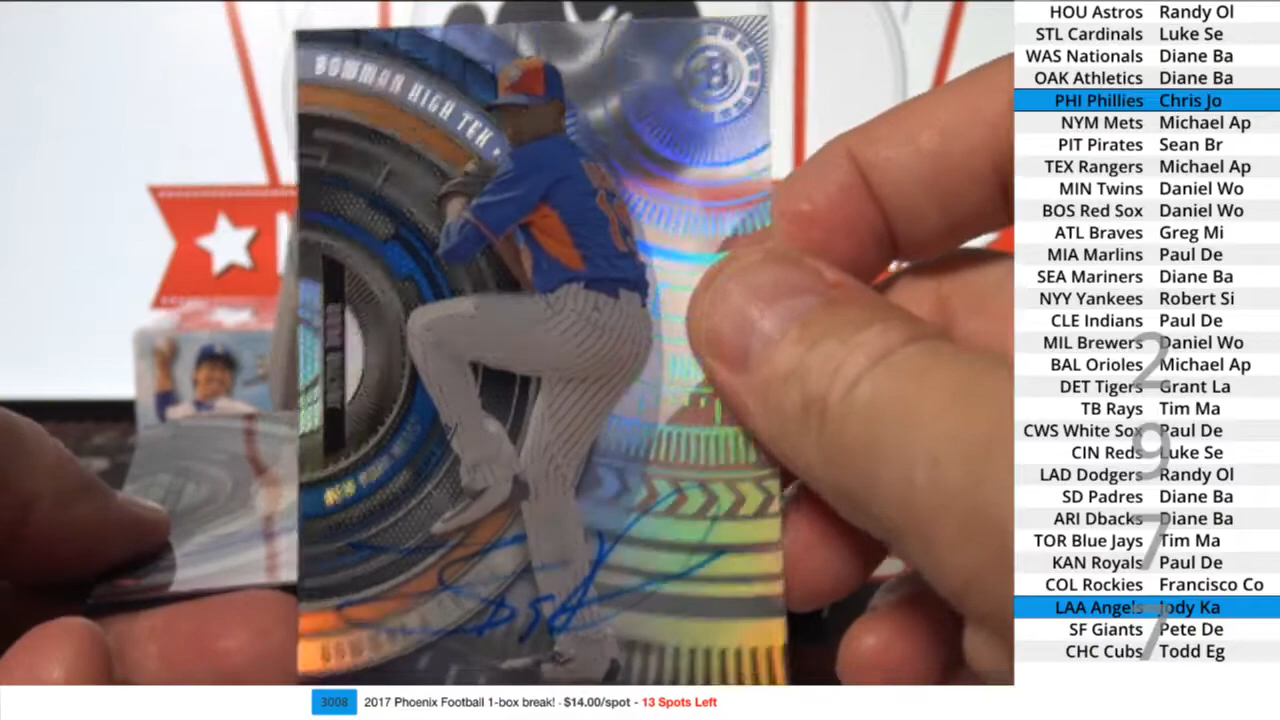 BOWMAN HIGH TEK
HOU Astros Randy Ol
STL Cardinals Luke Se
WAS Nationals Diane Ba
OAK Athletics Diane Ba
PHI Phillies Chris Jo
NYM Mets Michael Ap
PIT Pirates Sean Br
TEX Rangers Michael Ap
MIN Twins Daniel Wo
BOS Red Sox Daniel Wo
ATL Braves Greg Mi
MIA Marlins Paul De
SEA Mariners Diane Ba
NYY Yankees Robert Si
CLE Indians Paul De
MIL Brewers Daniel Wo
BAL Orioles Michael Ap
DET Tigers Grant La
TB Rays Tim Ma
CWS White Sox Paul De
CIN Reds Luke Se
LAD Dodgers Randy Ol
SD Padres Diane Ba
ARI Dbacks Diane Ba
TOR Blue Jays Tim Ma
KAN Royals Paul De
COL Rockies Francisco Co
LAA Angels Jody Ka
SF Giants Pete De
CHC Cubs Todd Eg
3008 2017 Phoenix Football 1-box break! - $14.00/spot - 13 Spots Left